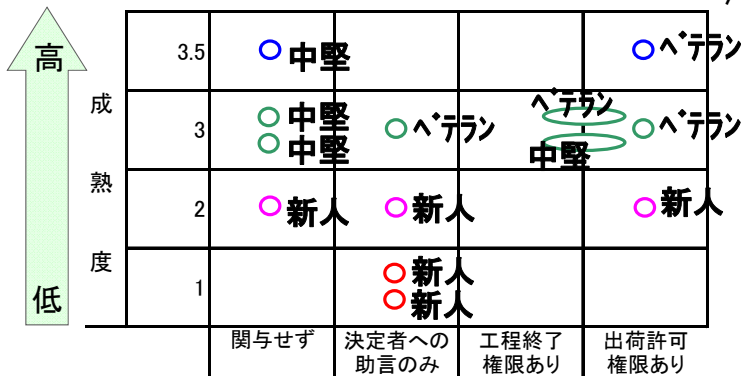 高
成
熟
度
低
3.5
中堅
ベテラン
3
中堅
中堅
ベテラン
ベテラン
中堅
ベテラン
2
新人
新人
新人
1
新人
新人
関与せず
決定者への
助言のみ
工程終了
権限あり
出荷許可
権限あり